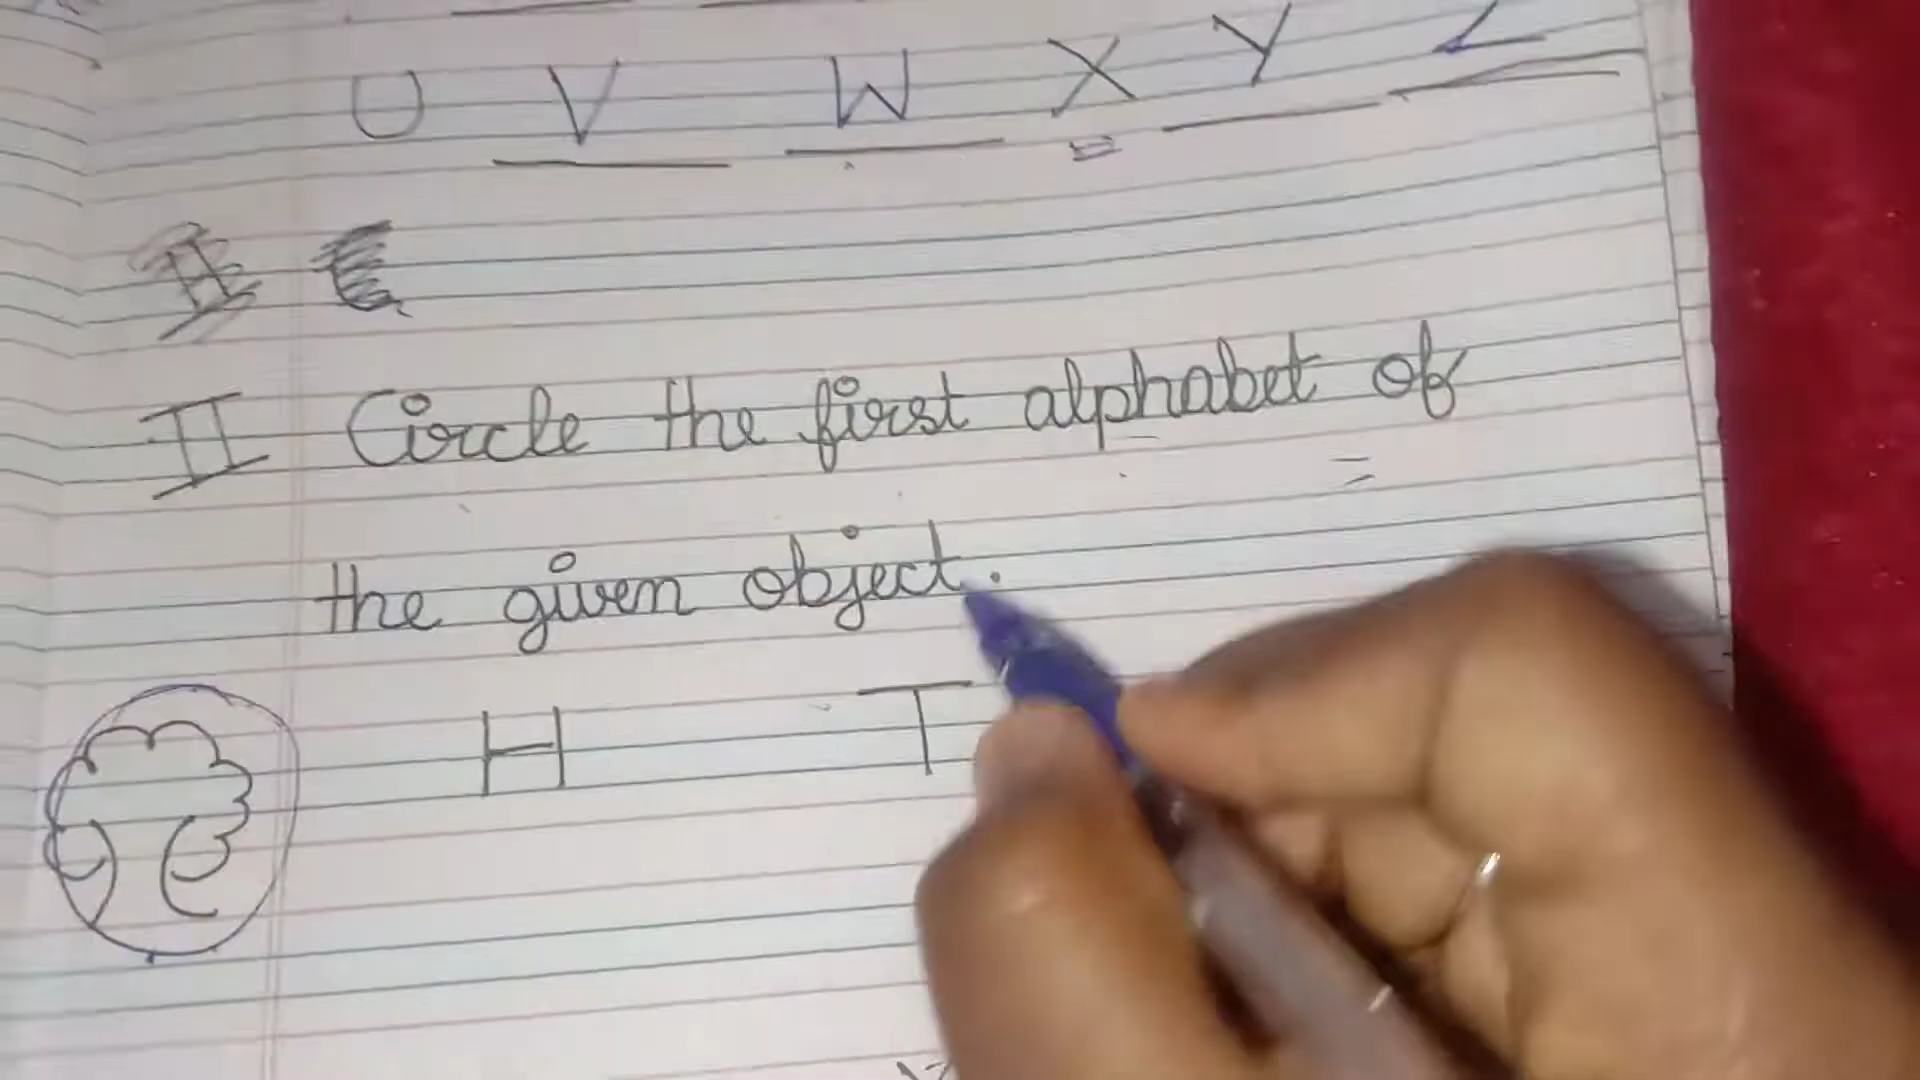 U V W X Y Z
II Circle the first alphabet of
the given object.
H T